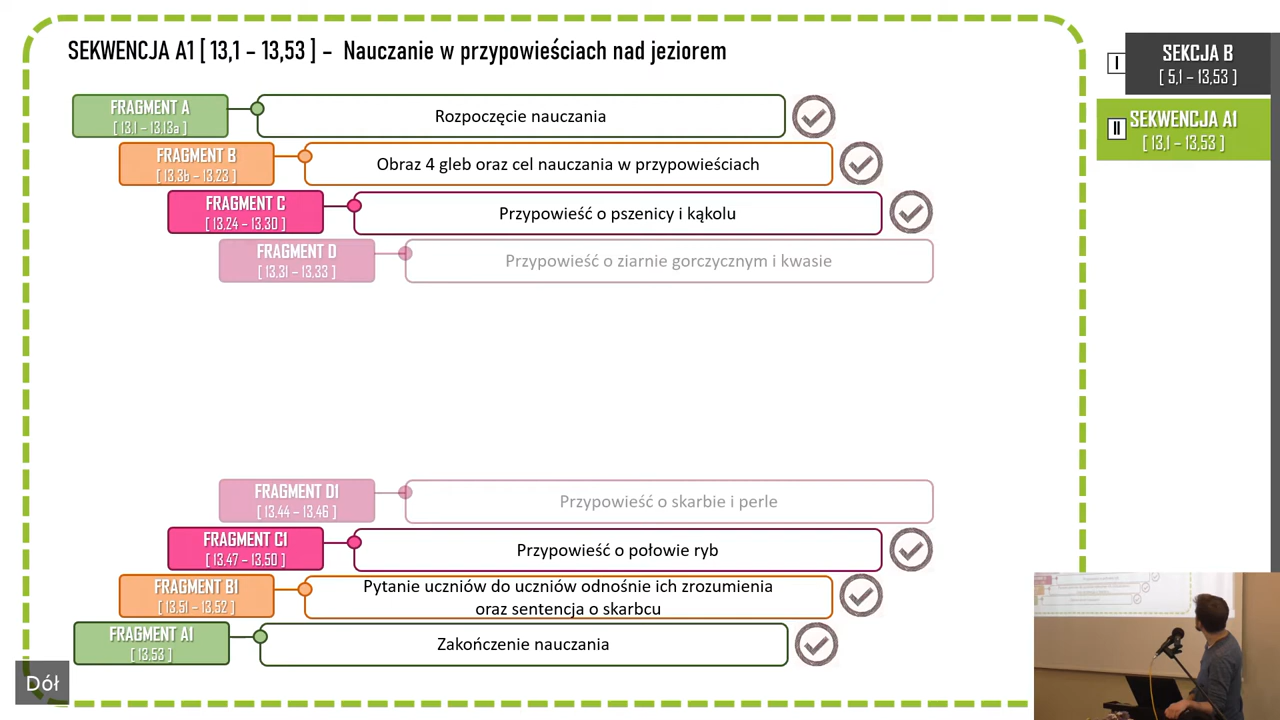 SEKWENCJA A1 [ 13,1 – 13,53 ] – Nauczanie w przypowieściach nad jeziorem
FRAGMENT A
[ 13,1 – 13,13a ]
Rozpoczęcie nauczania
FRAGMENT B
[ 13,3b – 13,23 ]
Obraz 4 gleb oraz cel nauczania w przypowieściach
FRAGMENT C
[ 13,24 – 13,30 ]
Przypowieść o pszenicy i kąkolu
FRAGMENT D
[ 13,31 – 13,33 ]
Przypowieść o ziarnie gorczycznym i kwasie
FRAGMENT D1
[ 13,44 – 13,46 ]
Przypowieść o skarbie i perle
FRAGMENT C1
[ 13,47 – 13,50 ]
Przypowieść o połowie ryb
FRAGMENT B1
[ 13,51 – 13,52 ]
Pytanie uczniów do uczniów odnośnie ich zrozumienia
oraz sentencja o skarbcu
FRAGMENT A1
[ 13,53 ]
Zakończenie nauczania
Dół
I
SEKCJA B
[ 5,1 – 13,53 ]
II
SEKWENCJA A1
[ 13,1 – 13,53 ]